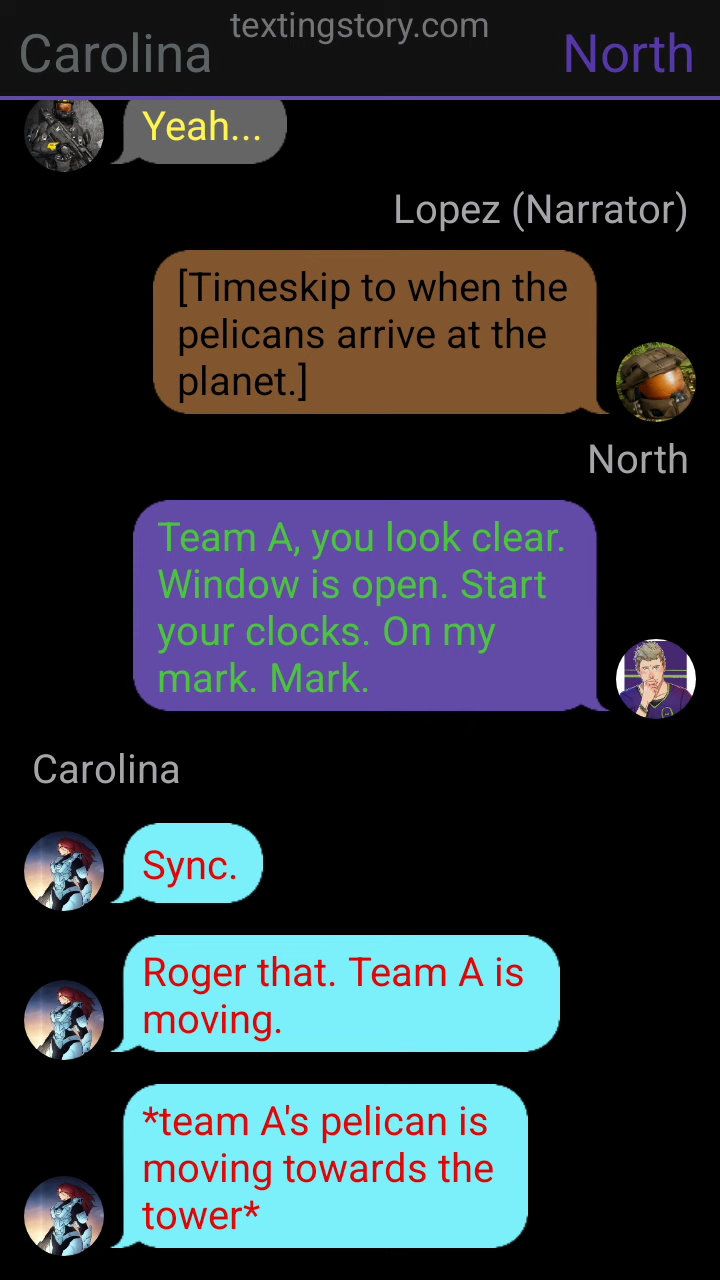 textingstory.com
Carolina
North
Yeah...
Lopez (Narrator)
[Timeskip to when the
pelicans arrive at the
planet.]
North
Team A, you look clear.
Window is open. Start
your clocks. On my
mark. Mark.
Carolina
Sync.
Roger that. Team A is
moving.
*team A's pelican is
moving towards the
tower*